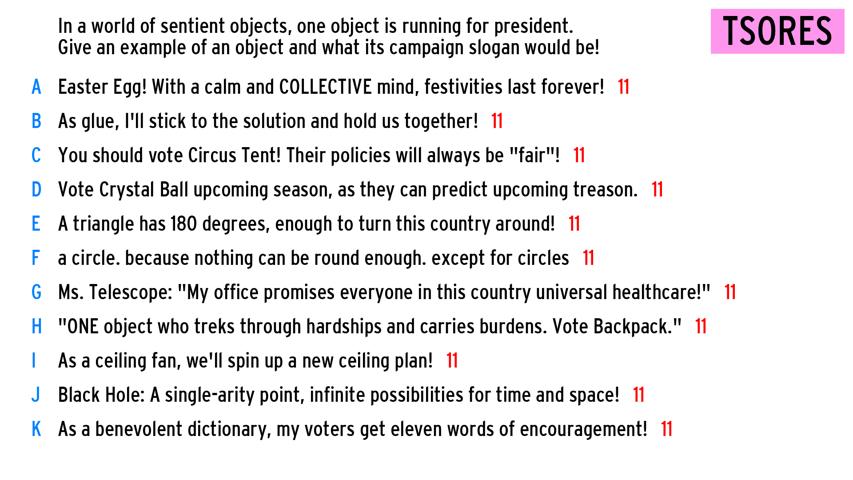 In a world of sentient objects, one object is running for president.
Give an example of an object and what its campaign slogan would be!
TSORES
A Easter Egg! With a calm and COLLECTIVE mind, festivities last forever! 11
B As glue, I'll stick to the solution and hold us together! 11
C You should vote Circus Tent! Their policies will always be "fair"! 11
D Vote Crystal Ball upcoming season, as they can predict upcoming treason. 11
E A triangle has 180 degrees, enough to turn this country around! 11
F a circle. because nothing can be round enough. except for circles 11
G Ms. Telescope: "My office promises everyone in this country universal healthcare!" 11
H "ONE object who treks through hardships and carries burdens. Vote Backpack." 11
I As a ceiling fan, we'll spin up a new ceiling plan! 11
J Black Hole: A single-arity point, infinite possibilities for time and space! 11
K As a benevolent dictionary, my voters get eleven words of encouragement! 11